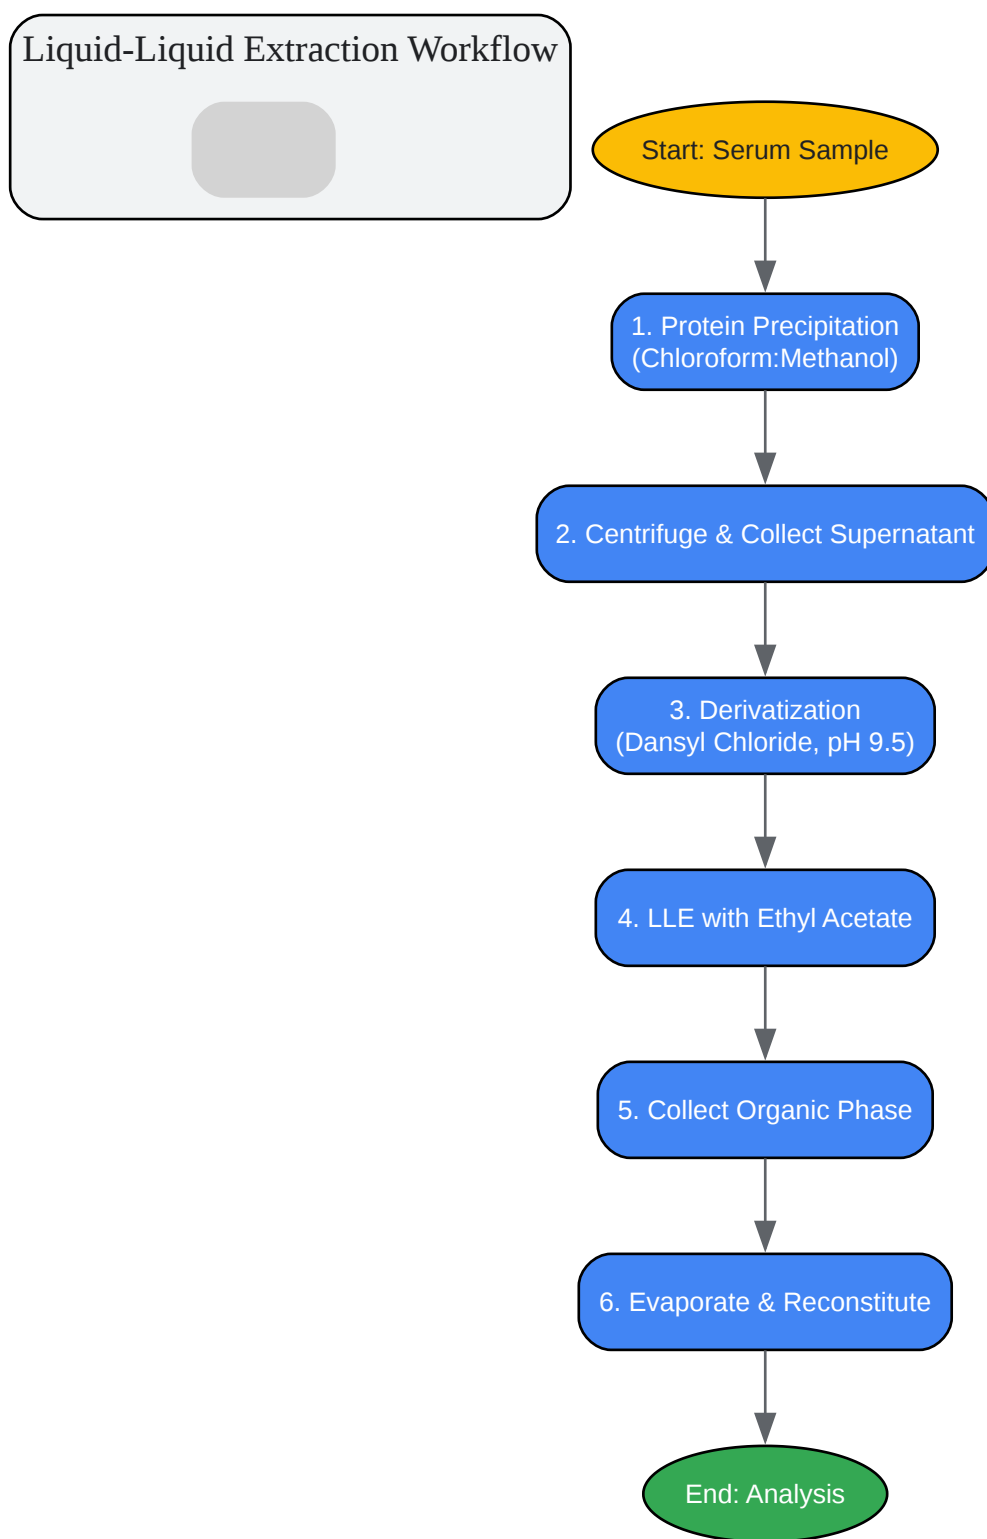 Liquid-Liquid Extraction Workflow
Start: Serum Sample
1. Protein Precipitation
(Chloroform:Methanol)
2. Centrifuge & Collect Supernatant
3. Derivatization
(Dansyl Chloride, pH 9.5)
4. LLE with Ethyl Acetate
5. Collect Organic Phase
6. Evaporate & Reconstitute
End: Analysis